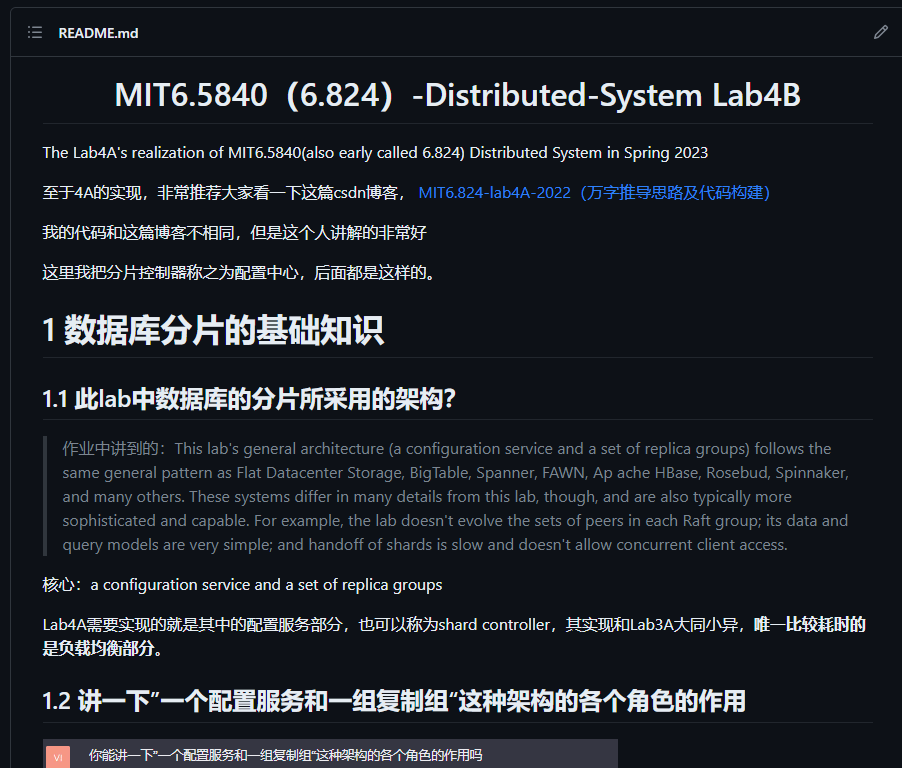 README.md
MIT6.5840（6.824）-Distributed-System Lab4B
The Lab4A's realization of MIT6.5840(also early called 6.824) Distributed System in Spring 2023
至于4A的实现，非常推荐大家看一下这篇csdn博客， MIT6.824-lab4A-2022（万字推导思路及代码构建）
我的代码和这篇博客不相同，但是这个人讲解的非常好
这里我把分片控制器称之为配置中心，后面都是这样的。
1 数据库分片的基础知识
1.1 此lab中数据库的分片所采用的架构？
作业中讲到的：This lab's general architecture (a configuration service and a set of replica groups) follows the
same general pattern as Flat Datacenter Storage, BigTable, Spanner, FAWN, Ap ache HBase, Rosebud, Spinnaker,
and many others. These systems differ in many details from this lab, though, and are also typically more
sophisticated and capable. For example, the lab doesn't evolve the sets of peers in each Raft group; its data and
query models are very simple; and handoff of shards is slow and doesn't allow concurrent client access.
核心：a configuration service and a set of replica groups
Lab4A需要实现的就是其中的配置服务部分，也可以称为shard controller，其实现和Lab3A大同小异，唯一比较耗时的
是负载均衡部分。
1.2 讲一下”一个配置服务和一组复制组“这种架构的各个角色的作用
VI 你能讲一下”一个配置服务和一组复制组“这种架构的各个角色的作用吗